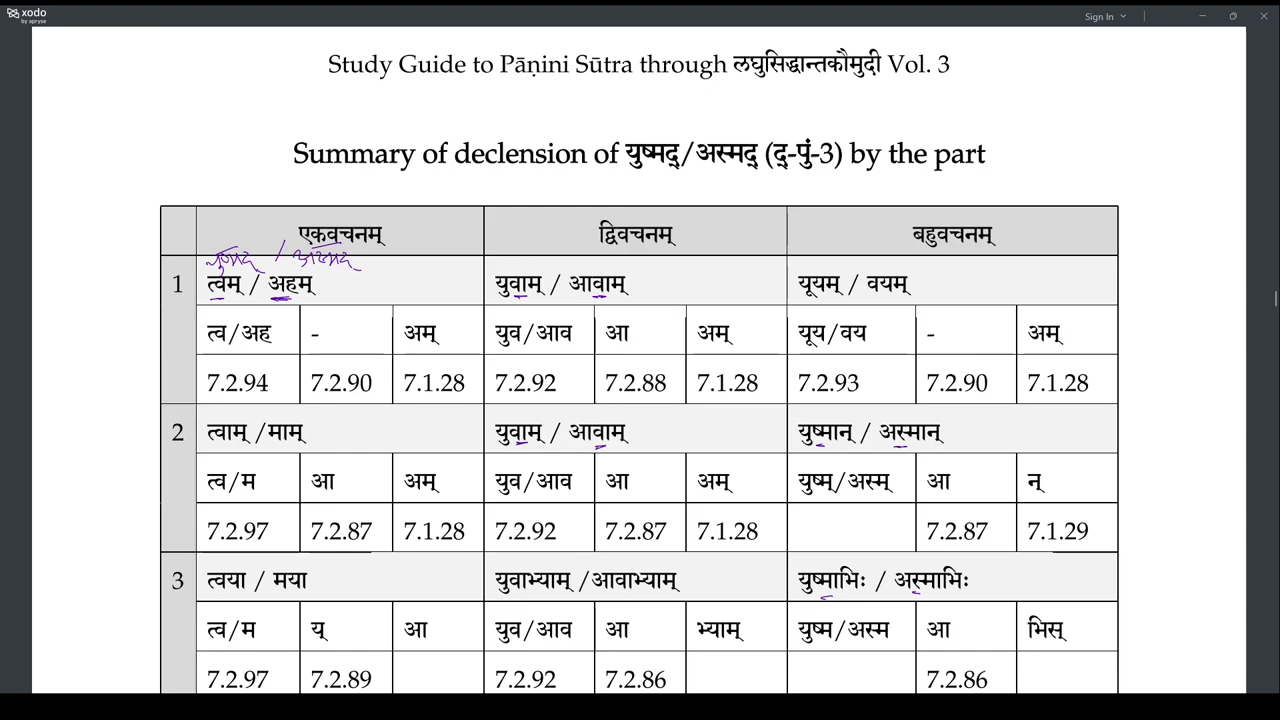 xodo
by apryse
Sign In
Study Guide to Pāṇini Sūtra through लघुसिद्धान्तकौमुदी Vol. 3
Summary of declension of युष्मद्/अस्मद् (द्-पुं-3) by the part
एकवचनम् द्विवचनम् बहुवचनम्
युष्मद् / अस्मद्
1 त्वम् / अहम् युवाम् / आवाम् यूयम् / वयम्
त्व/अह - अम् युव/आव आ अम् यूय/वय - अम्
7.2.94 7.2.90 7.1.28 7.2.92 7.2.88 7.1.28 7.2.93 7.2.90 7.1.28
2 त्वाम् /माम् युवाम् / आवाम् युष्मान् / अस्मान्
त्व/म आ अम् युव/आव आ अम् युष्म्/अस्म् आ न्
7.2.97 7.2.87 7.1.28 7.2.92 7.2.87 7.1.28 7.2.87 7.1.29
3 त्वया / मया युवाभ्याम् /आवाभ्याम् युष्माभिः / अस्माभिः
त्व/म य् आ युव/आव आ भ्याम् युष्म/अस्म आ भिस्
7.2.97 7.2.89 7.2.92 7.2.86 7.2.86